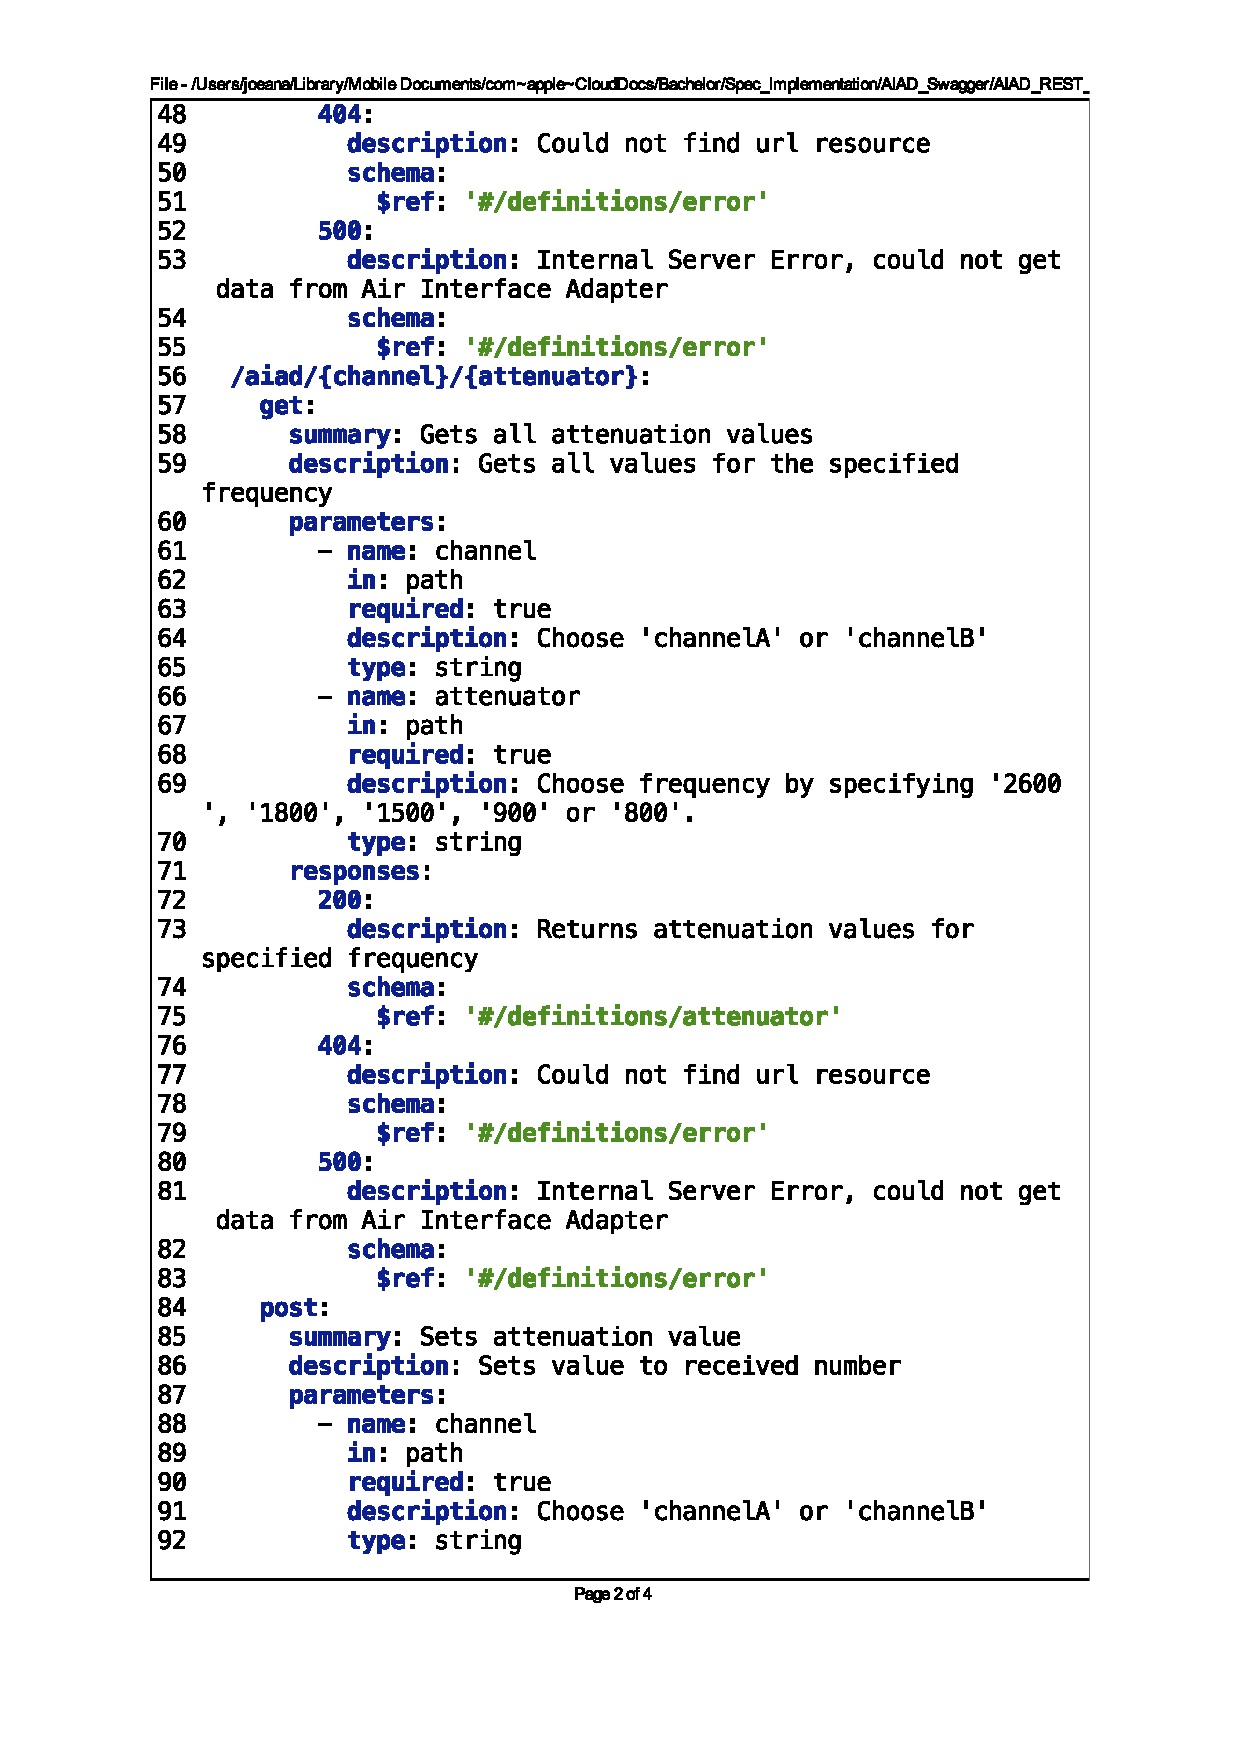 File - /Users/joeana/Library/Mobile Documents/com~apple~CloudDocs/Bachelor/Spec_Implementation/AIAD_Swagger/AIAD_REST_
48         404:
49           description: Could not find url resource
50           schema:
51             $ref: '#/definitions/error'
52         500:
53           description: Internal Server Error, could not get
data from Air Interface Adapter
54           schema:
55             $ref: '#/definitions/error'
56   /aiad/{channel}/{attenuator}:
57     get:
58       summary: Gets all attenuation values
59       description: Gets all values for the specified
frequency
60       parameters:
61         - name: channel
62           in: path
63           required: true
64           description: Choose 'channelA' or 'channelB'
65           type: string
66         - name: attenuator
67           in: path
68           required: true
69           description: Choose frequency by specifying '2600
', '1800', '1500', '900' or '800'.
70           type: string
71       responses:
72         200:
73           description: Returns attenuation values for
specified frequency
74           schema:
75             $ref: '#/definitions/attenuator'
76         404:
77           description: Could not find url resource
78           schema:
79             $ref: '#/definitions/error'
80         500:
81           description: Internal Server Error, could not get
data from Air Interface Adapter
82           schema:
83             $ref: '#/definitions/error'
84     post:
85       summary: Sets attenuation value
86       description: Sets value to received number
87       parameters:
88         - name: channel
89           in: path
90           required: true
91           description: Choose 'channelA' or 'channelB'
92           type: string
Page 2 of 4